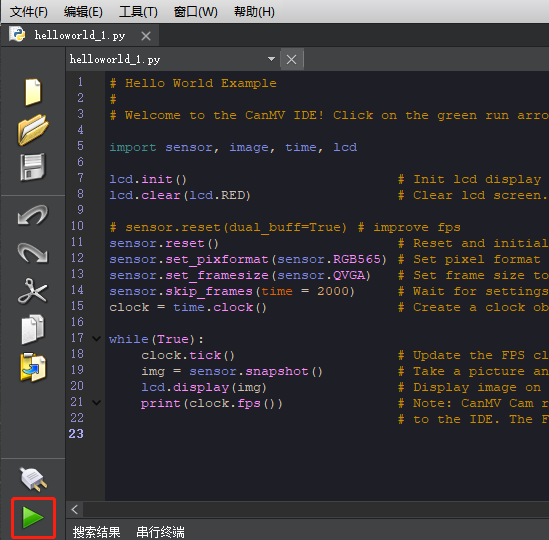 文件(F) 编辑(E) 工具(T) 窗口(W) 帮助(H)
helloworld_1.py
helloworld_1.py
1 # Hello World Example
2 #
3 # Welcome to the CanMV IDE! Click on the green run arro
4
5 import sensor, image, time, lcd
6
7 lcd.init() # Init lcd display
8 lcd.clear(lcd.RED) # Clear lcd screen.
9
10 # sensor.reset(dual_buff=True) # improve fps
11 sensor.reset() # Reset and initial
12 sensor.set_pixformat(sensor.RGB565) # Set pixel format
13 sensor.set_framesize(sensor.QVGA) # Set frame size to
14 sensor.skip_frames(time = 2000) # Wait for settings
15 clock = time.clock() # Create a clock ob
16
17 while(True):
18 clock.tick() # Update the FPS cl
19 img = sensor.snapshot() # Take a picture an
20 lcd.display(img) # Display image on
21 print(clock.fps()) # Note: CanMV Cam r
22 # to the IDE. The F
23
搜索结果 串行终端